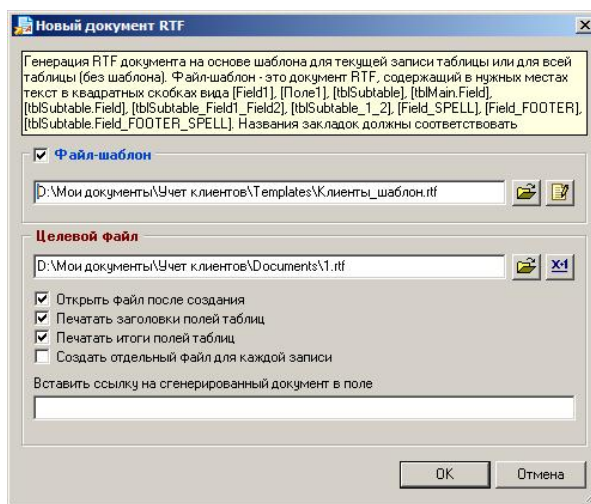 Новый документ RTF
Генерация RTF документа на основе шаблона для текущей записи таблицы или для всей
таблицы (без шаблона). Файл-шаблон - это документ RTF, содержащий в нужных местах
текст в квадратных скобках вида [Field1], [Поле1], [tblSubtable], [tblMain.Field],
[tblSubtable.Field], [tblSubtable_Field1_Field2], [tblSubtable_1_2], [Field_SPELL], [Field_FOOTER],
[tblSubtable.Field_FOOTER_SPELL]. Названия закладок должны соответствовать
Файл-шаблон
D:\Мои документы\Учет клиентов\Templates\Клиенты_шаблон.rtf
Целевой файл
D:\Мои документы\Учет клиентов\Documents\1.rtf
X+1
Открыть файл после создания
Печатать заголовки полей таблиц
Печатать итоги полей таблиц
Создать отдельный файл для каждой записи
Вставить ссылку на сгенерированный документ в поле
OK
Отмена